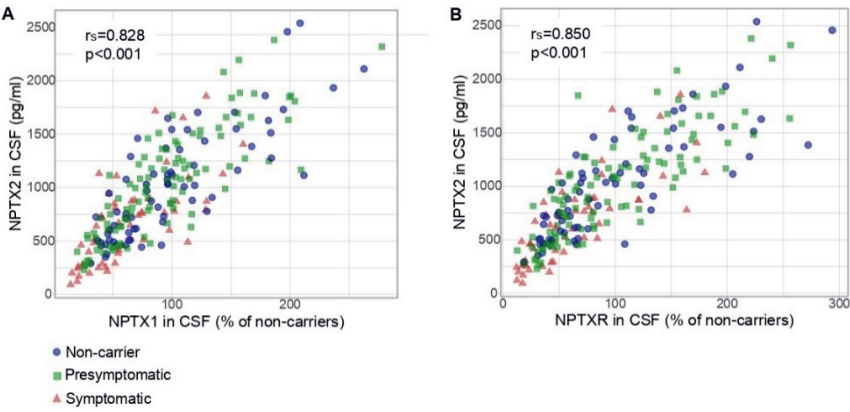 A
rs=0.828
p<0.001
NPTX2 in CSF (pg/ml)
2500
2000
1500
1000
500
0
100
200
NPTX1 in CSF (% of non-carriers)
B
rs=0.850
p<0.001
NPTX2 in CSF (pg/ml)
2500
2000
1500
1000
500
0
0
100
200
300
NPTXR in CSF (% of non-carriers)
Non-carrier
Presymptomatic
Symptomatic